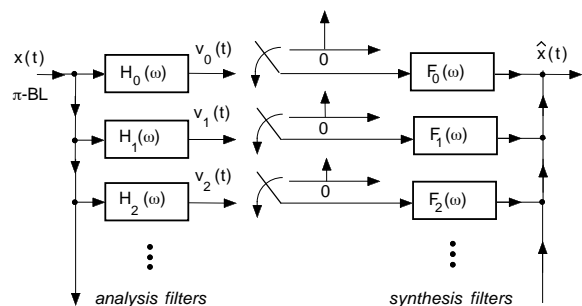 x(t)
π-BL
H₀(ω)
v₀(t)
0
F₀(ω)
x̂(t)
H₁(ω)
v₁(t)
0
F₁(ω)
H₂(ω)
v₂(t)
0
F₂(ω)
analysis filters
synthesis filters